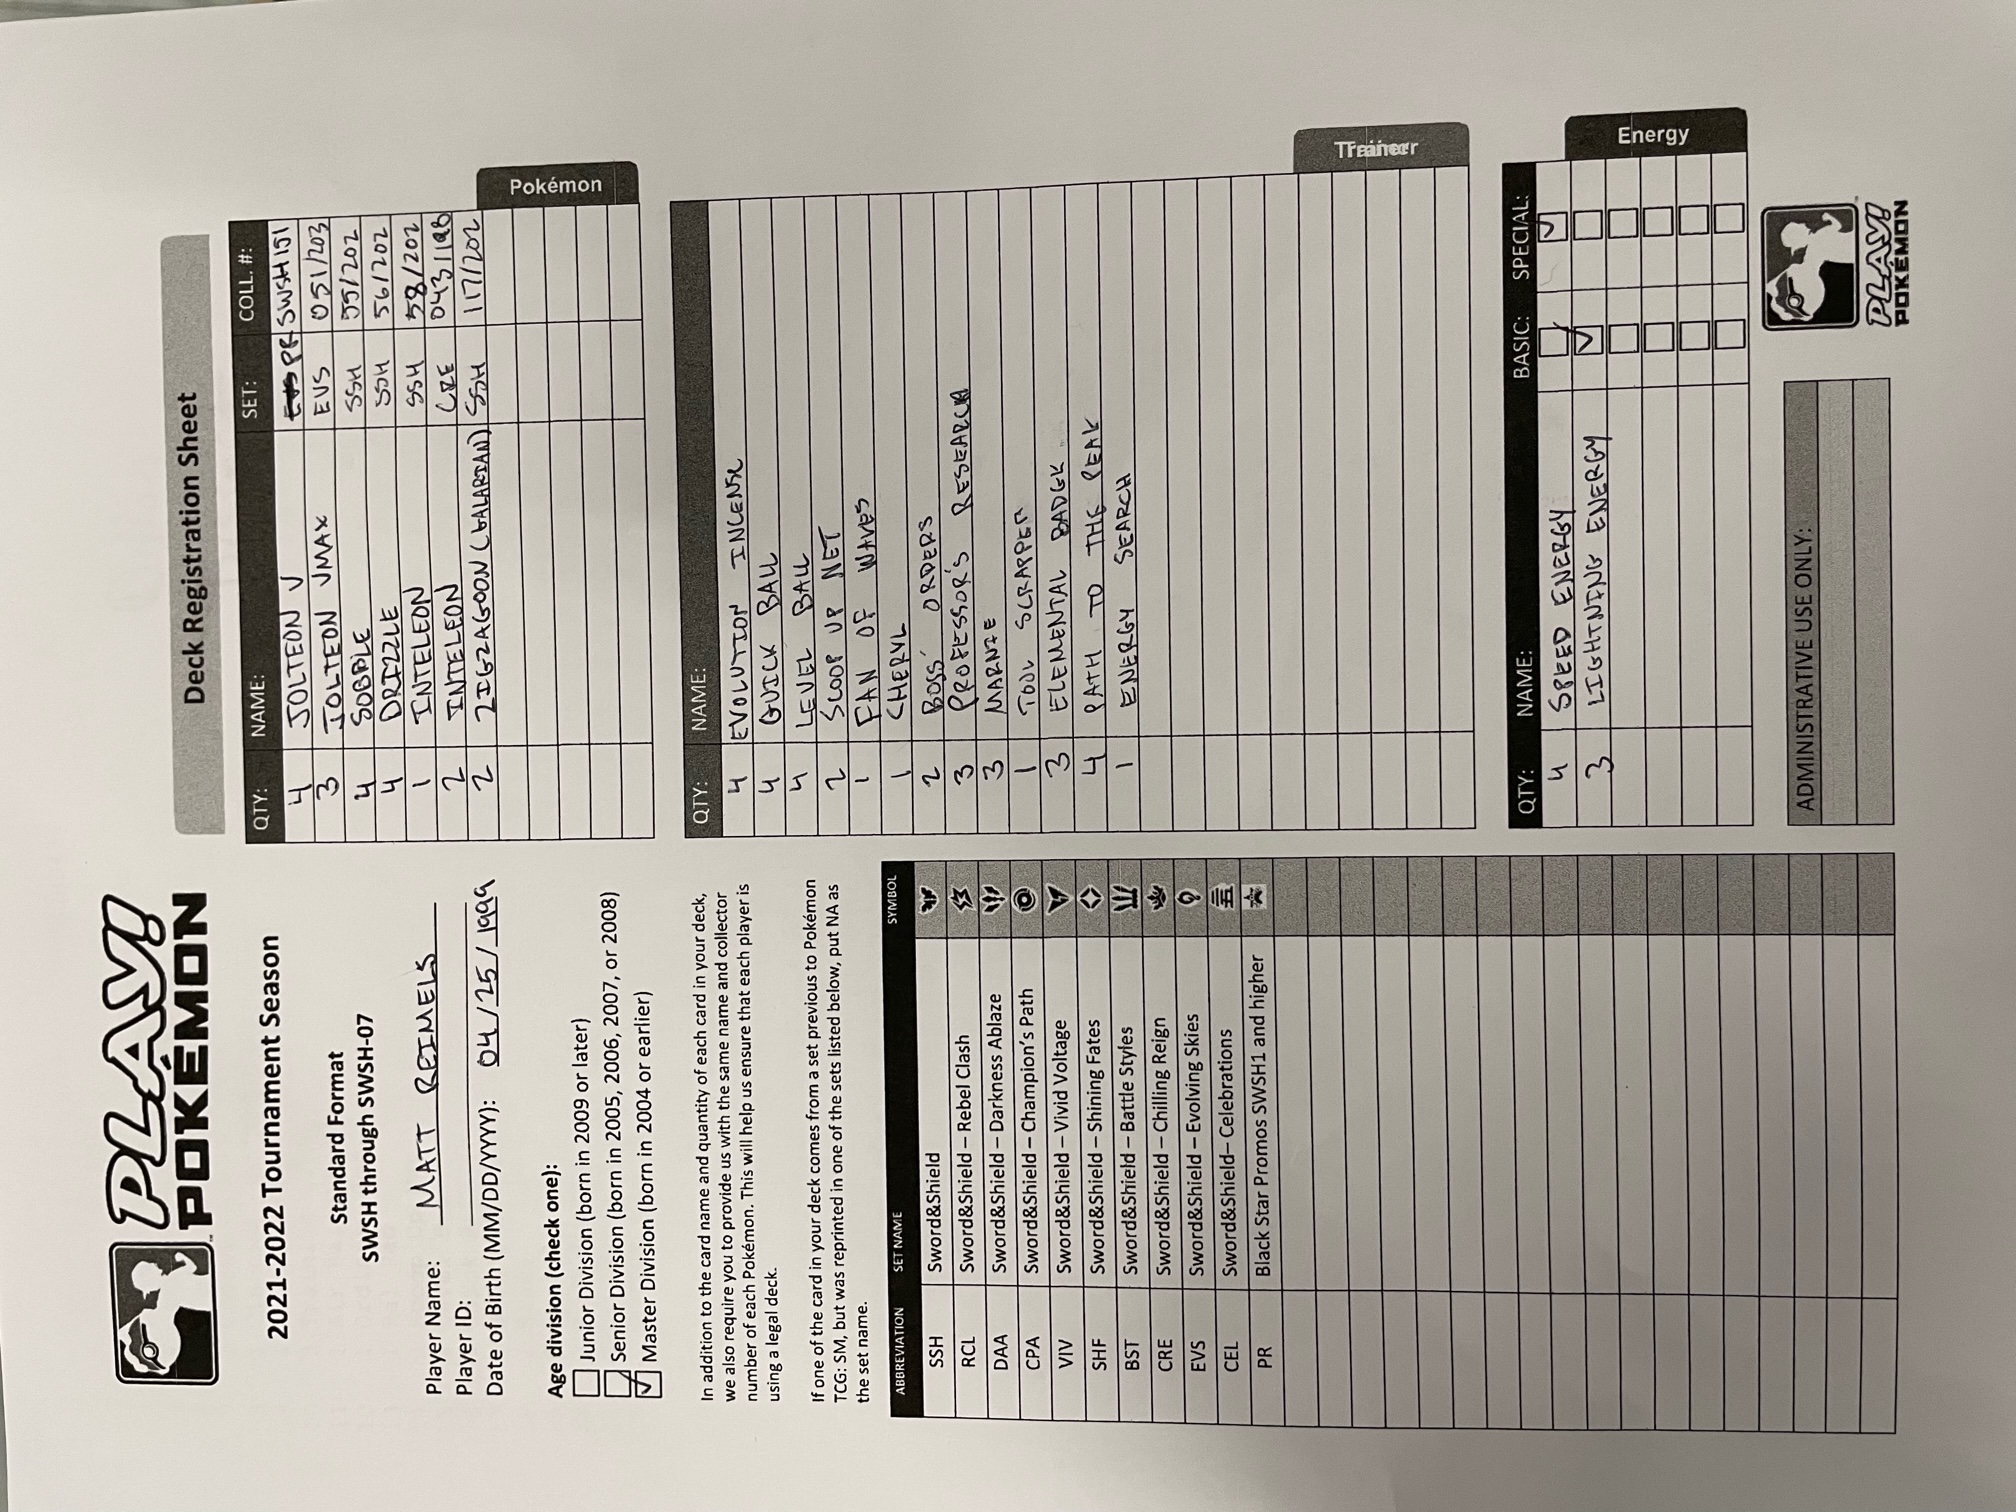 PLAY!
POKÉMON
2021-2022 Tournament Season
Standard Format
SWSH through SWSH-07
Player Name: MATT REIMELS
Player ID:
Date of Birth (MM/DD/YYYY): 04/25/1999
Age division (check one):
Junior Division (born in 2009 or later)
Senior Division (born in 2005, 2006, 2007, or 2008)
Master Division (born in 2004 or earlier)
In addition to the card name and quantity of each card in your deck,
we also require you to provide us with the same name and collector
number of each Pokémon. This will help us ensure that each player is
using a legal deck.
If one of the card in your deck comes from a set previous to Pokémon
TCG: SM, but was reprinted in one of the sets listed below, put NA as
the set name.
ABBREVIATION SET NAME SYMBOL
SSH Sword&Shield
RCL Sword&Shield – Rebel Clash
DAA Sword&Shield – Darkness Ablaze
CPA Sword&Shield – Champion's Path
VIV Sword&Shield – Vivid Voltage
SHF Sword&Shield – Shining Fates
BST Sword&Shield – Battle Styles
CRE Sword&Shield – Chilling Reign
EVS Sword&Shield – Evolving Skies
CEL Sword&Shield– Celebrations
PR Black Star Promos SWSH1 and higher
Deck Registration Sheet
QTY: NAME: SET: COLL. #:
4 JOLTEON V EVS PR SWSH151
3 JOLTEON VMAX EVS 051/203
4 SOBBLE SSH 55/202
4 DRIZZLE SSH 56/202
1 INTELEON SSH 58/202
2 INTELEON CRE 043/198
2 ZIGZAGOON (GALARIAN) SSH 117/202
Pokémon
QTY: NAME:
4 EVOLUTION INCENSE
4 QUICK BALL
4 LEVEL BALL
2 SCOOP UP NET
1 FAN OF WAVES
1 CHERYL
2 BOSS' ORDERS
3 PROFESSOR'S RESEARCH
3 MARNIE
1 TOOL SCRAPPER
3 ELEMENTAL BADGE
4 PATH TO THE PEAK
1 ENERGY SEARCH
Trainer
QTY: NAME: BASIC: SPECIAL:
4 SPEED ENERGY
3 LIGHTNING ENERGY
Energy
ADMINISTRATIVE USE ONLY:
PLAY!
POKÉMON